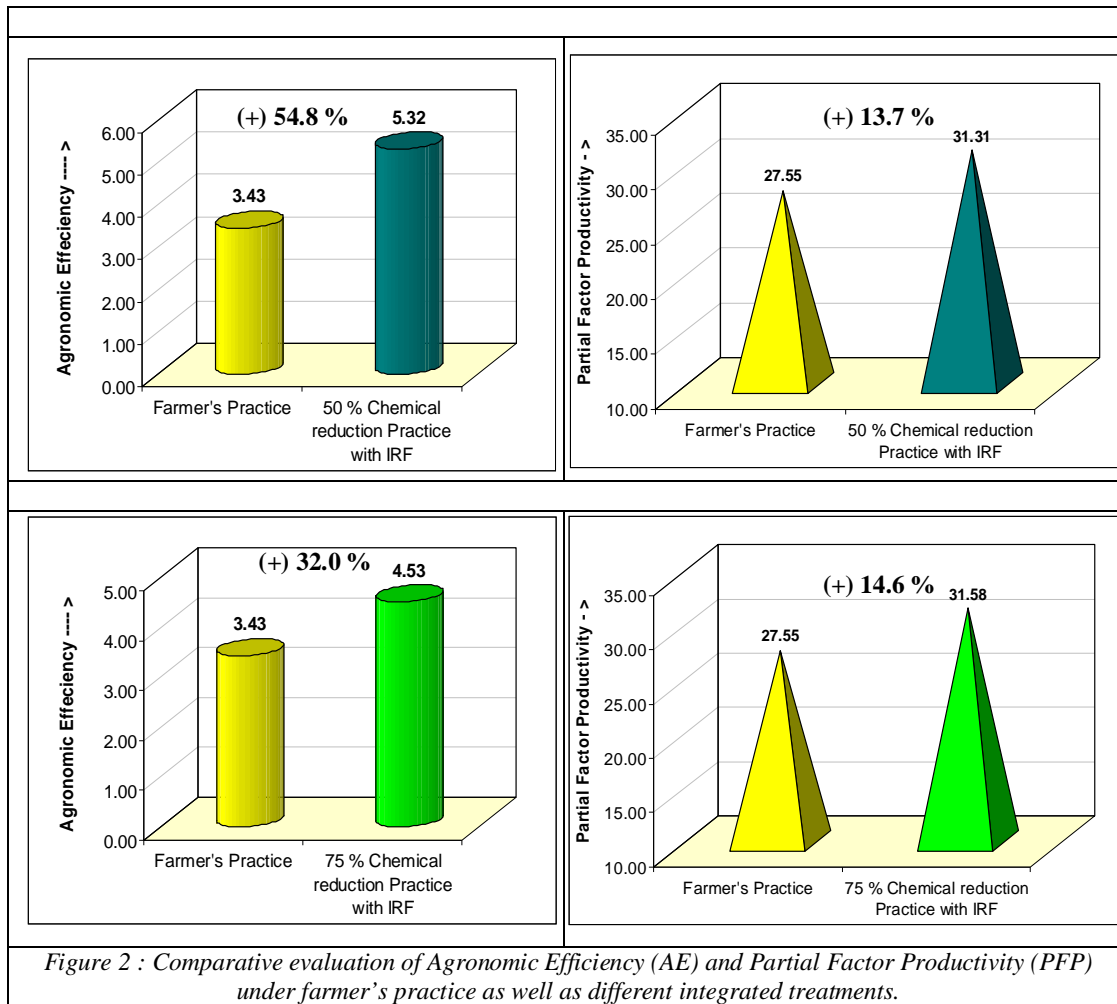 (+) 54.8 %
Agronomic Effeciency ---- >
6.00
5.00
4.00
3.00
2.00
1.00
0.00
3.43
5.32
Farmer's Practice
50 % Chemical
reduction Practice
with IRF
(+) 13.7 %
Partial Factor Productivity - >
35.00
30.00
25.00
20.00
15.00
10.00
27.55
31.31
Farmer's Practice
50 % Chemical reduction
Practice with IRF
(+) 32.0 %
Agronomic Effeciency ---- >
5.00
4.00
3.00
2.00
1.00
0.00
3.43
4.53
Farmer's Practice
75 % Chemical
reduction Practice
with IRF
(+) 14.6 %
Partial Factor Productivity - >
35.00
30.00
25.00
20.00
15.00
10.00
27.55
31.58
Farmer's Practice
75 % Chemical reduction
Practice with IRF
Figure 2 : Comparative evaluation of Agronomic Efficiency (AE) and Partial Factor Productivity (PFP)
under farmer's practice as well as different integrated treatments.